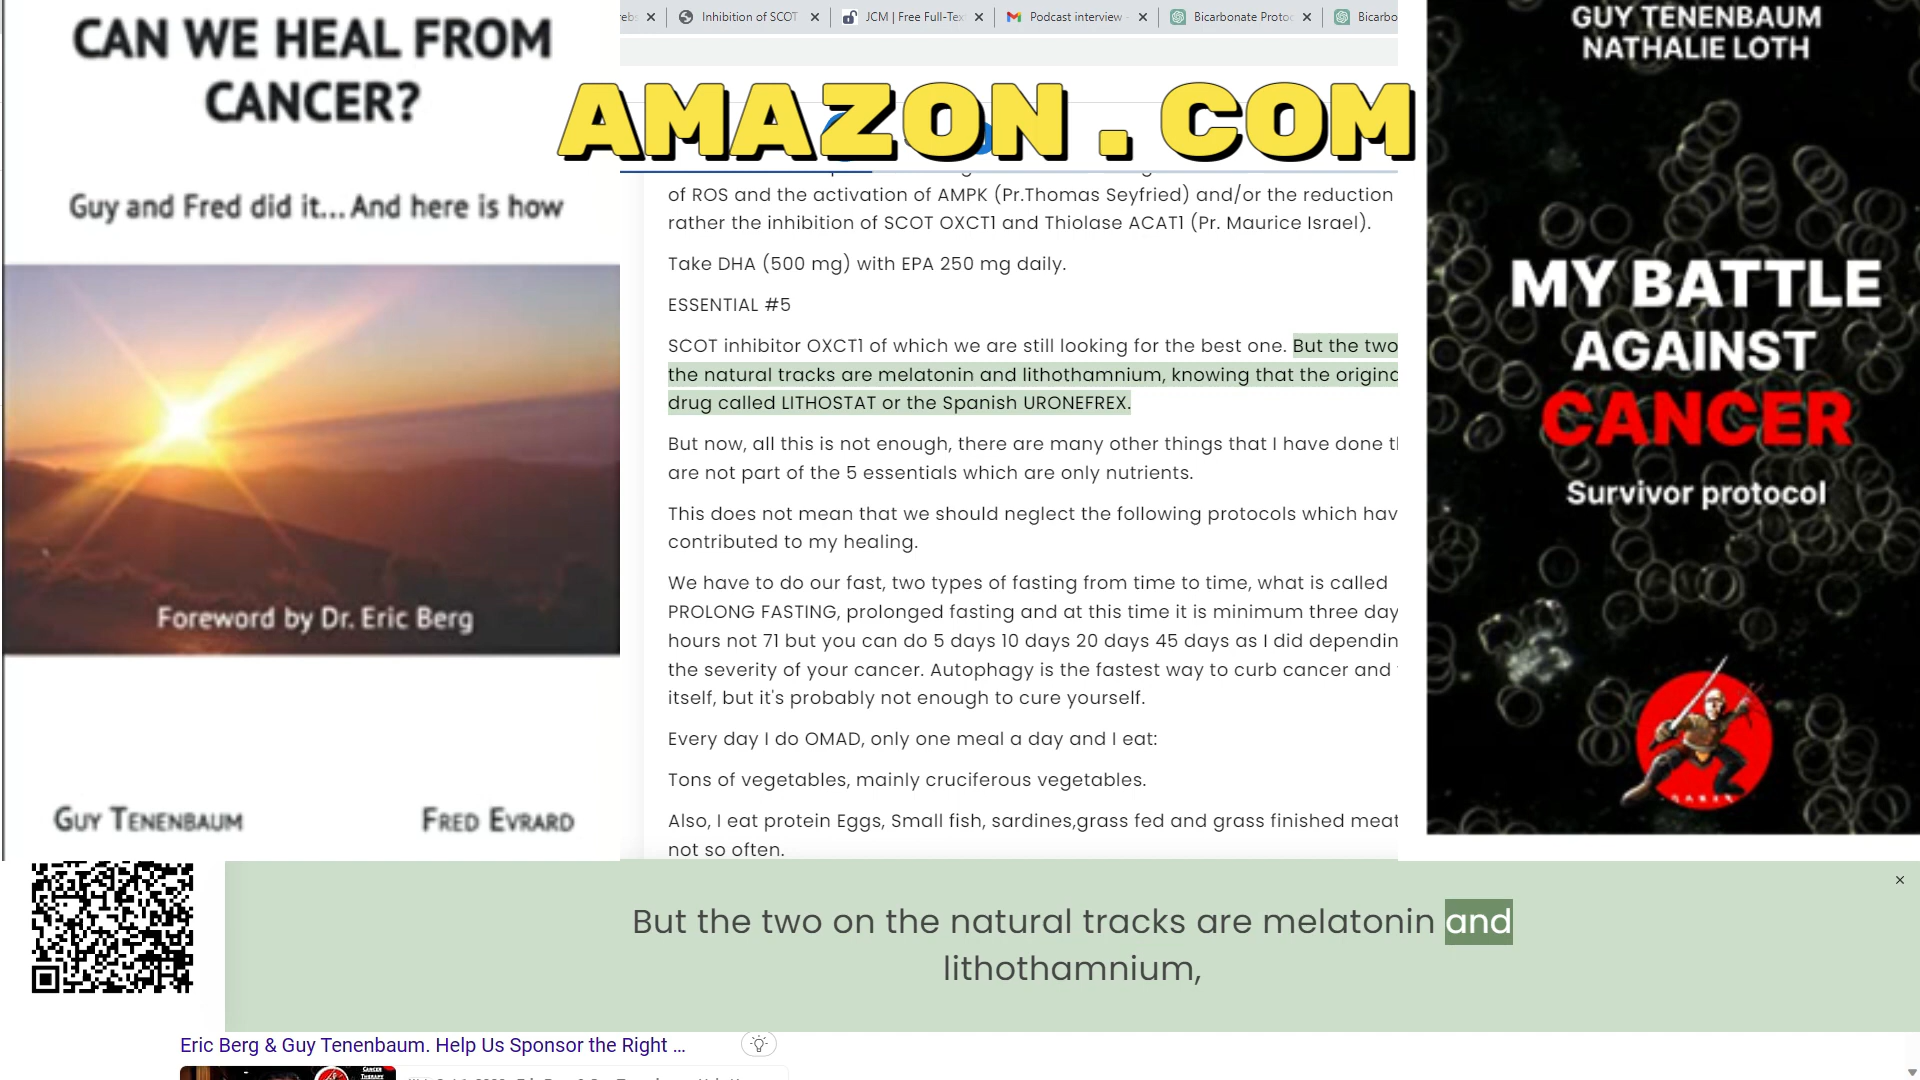 CAN WE HEAL FROM
CANCER?
Guy and Fred did it... And here is how
Foreword by Dr. Eric Berg
GUY TENENBAUM
FRED EVRARD
Inhibition of SCOT
JCM | Free Full-Tex
Podcast interview -
Bicarbonate Protoc
Bicarbo
AMAZON . COM
of ROS and the activation of AMPK (Pr.Thomas Seyfried) and/or the reduction
rather the inhibition of SCOT OXCT1 and Thiolase ACAT1 (Pr. Maurice Israel).
Take DHA (500 mg) with EPA 250 mg daily.
ESSENTIAL #5
SCOT inhibitor OXCT1 of which we are still looking for the best one. But the two
the natural tracks are melatonin and lithothamnium, knowing that the origina
drug called LITHOSTAT or the Spanish URONEFREX.
But now, all this is not enough, there are many other things that I have done
are not part of the 5 essentials which are only nutrients.
This does not mean that we should neglect the following protocols which hav
contributed to my healing.
We have to do our fast, two types of fasting from time to time, what is called
PROLONG FASTING, prolonged fasting and at this time it is minimum three day
hours not 71 but you can do 5 days 10 days 20 days 45 days as I did dependin
the severity of your cancer. Autophagy is the fastest way to curb cancer and
itself, but it's probably not enough to cure yourself.
Every day I do OMAD, only one meal a day and I eat:
Tons of vegetables, mainly cruciferous vegetables.
Also, I eat protein Eggs, Small fish, sardines,grass fed and grass finished meat
not so often.
GUY TENENBAUM
NATHALIE LOTH
MY BATTLE
AGAINST
CANCER
Survivor protocol
But the two on the natural tracks are melatonin and
lithothamnium,
Eric Berg & Guy Tenenbaum. Help Us Sponsor the Right ...